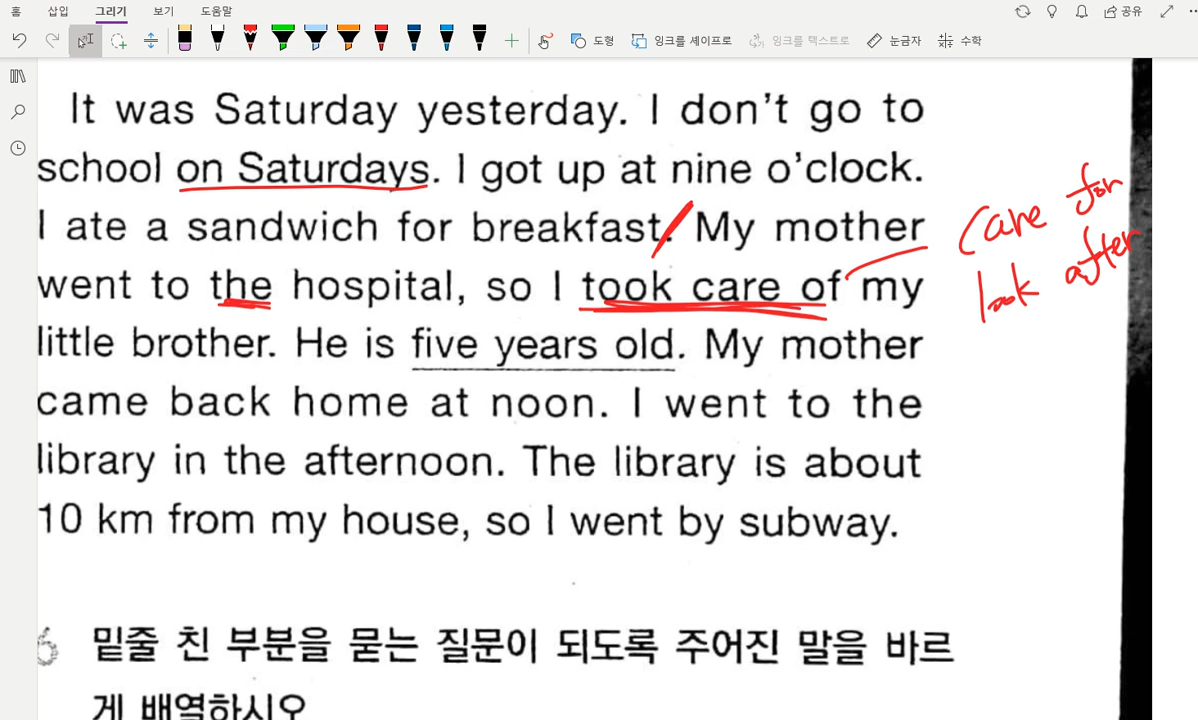 홈 삽입 그리기 보기 도움말 공유
도형 잉크를 셰이프로 잉크를 텍스트로 눈금자 수학
It was Saturday yesterday. I don't go to
school on Saturdays. I got up at nine o'clock.
I ate a sandwich for breakfast. My mother
went to the hospital, so I took care of my
little brother. He is five years old. My mother
came back home at noon. I went to the
library in the afternoon. The library is about
10 km from my house, so I went by subway.
care for
look after
6 밑줄 친 부분을 묻는 질문이 되도록 주어진 말을 바르
게 배열하시오